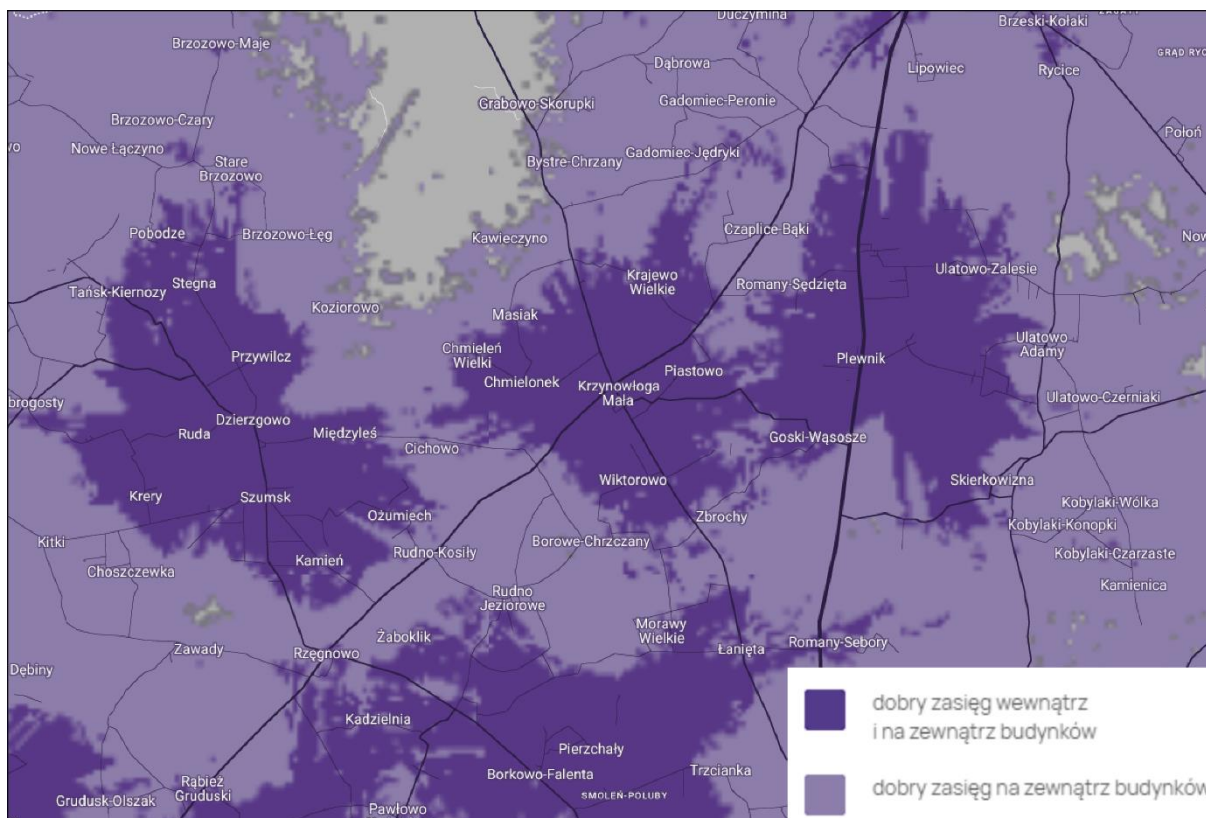 Duczymina
Brzeski-Kołaki
Brzozowo-Maje
GRĄD RYC
Dąbrowa
Lipowiec
Rycice
Grabowo-Skorupki
Gadomiec-Peronie
Brzozowo-Czary
Połoń
Nowe Łączyno
Stare
Brzozowo
Bystre-Chrzany
Gadomiec-Jędryki
Pobodze
Brzozowo-Łęg
Kawieczyno
Czaplice-Bąki
Now
Krajewo
Wielkie
Ulatowo-Zalesie
Tańsk-Kiernozy
Stegna
Romany-Sędzięta
Koziorowo
Masiak
Chmieleń
Wielki
Ulatowo
Adamy
Przywilcz
Plewnik
Piastowo
Chmielonek
Krzynowłoga
Mała
brogosty
Ulatowo-Czerniaki
Dzierzgowo
Ruda
Międzyleś
Cichowo
Goski-Wąsosze
Wiktorowo
Skierkowizna
Krery
Szumsk
Ożumiech
Zbrochy
Kobylaki-Wólka
Kobylaki-Konopki
Kitki
Borowe-Chrzczany
Rudno-Kosiły
Kobylaki-Czarzaste
Kamień
Choszczewka
Kamienica
Rudno
Jeziorowe
Morawy
Wielkie
Żaboklik
Romany-Sebory
Zawady
Rzęgnowo
Łanięta
Dębiny
Kadzielnia
Pierzchały
Borkowo-Falenta
Trzcianka
Rąbież
Gruduski
Grudusk-Olszak
Pawłowo
SMOLEŃ-POLUBY
dobry zasięg wewnątrz
i na zewnątrz budynków
dobry zasięg na zewnątrz budynków